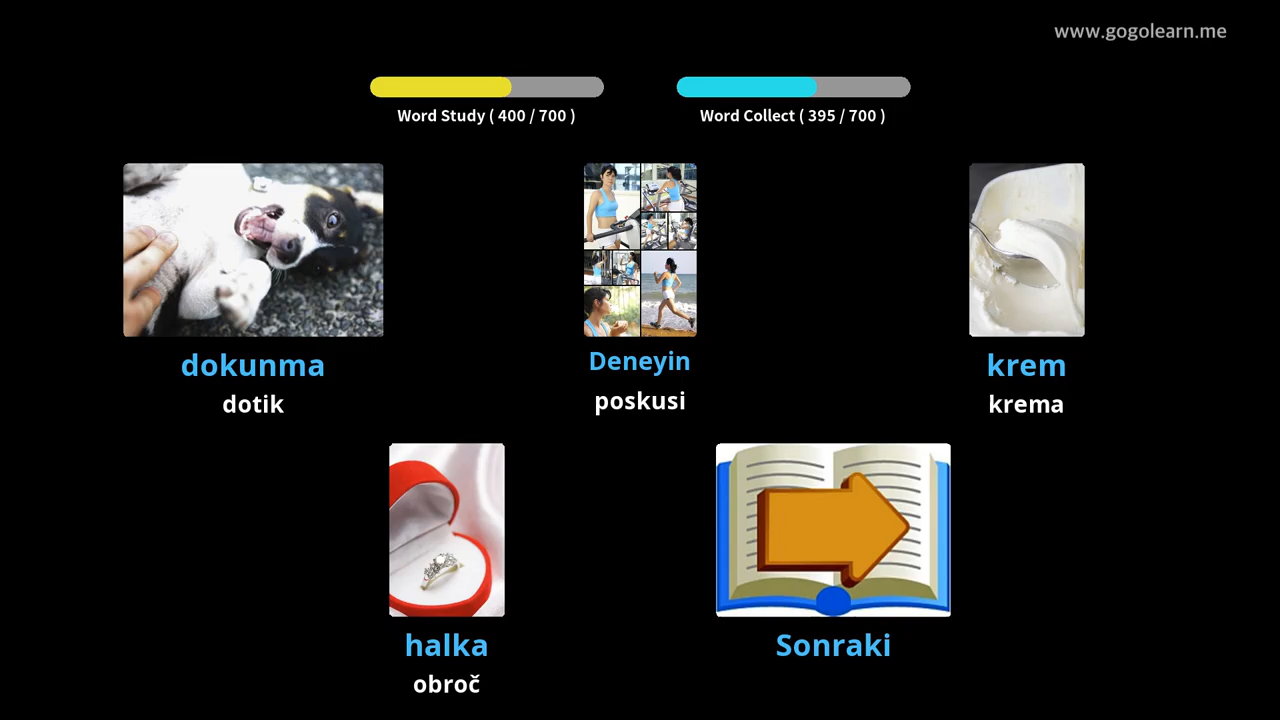 www.gogolearn.me
Word Study ( 400 / 700 )
Word Collect ( 395 / 700 )
dokunma
dotik
Deneyin
poskusi
krem
krema
halka
obroč
Sonraki